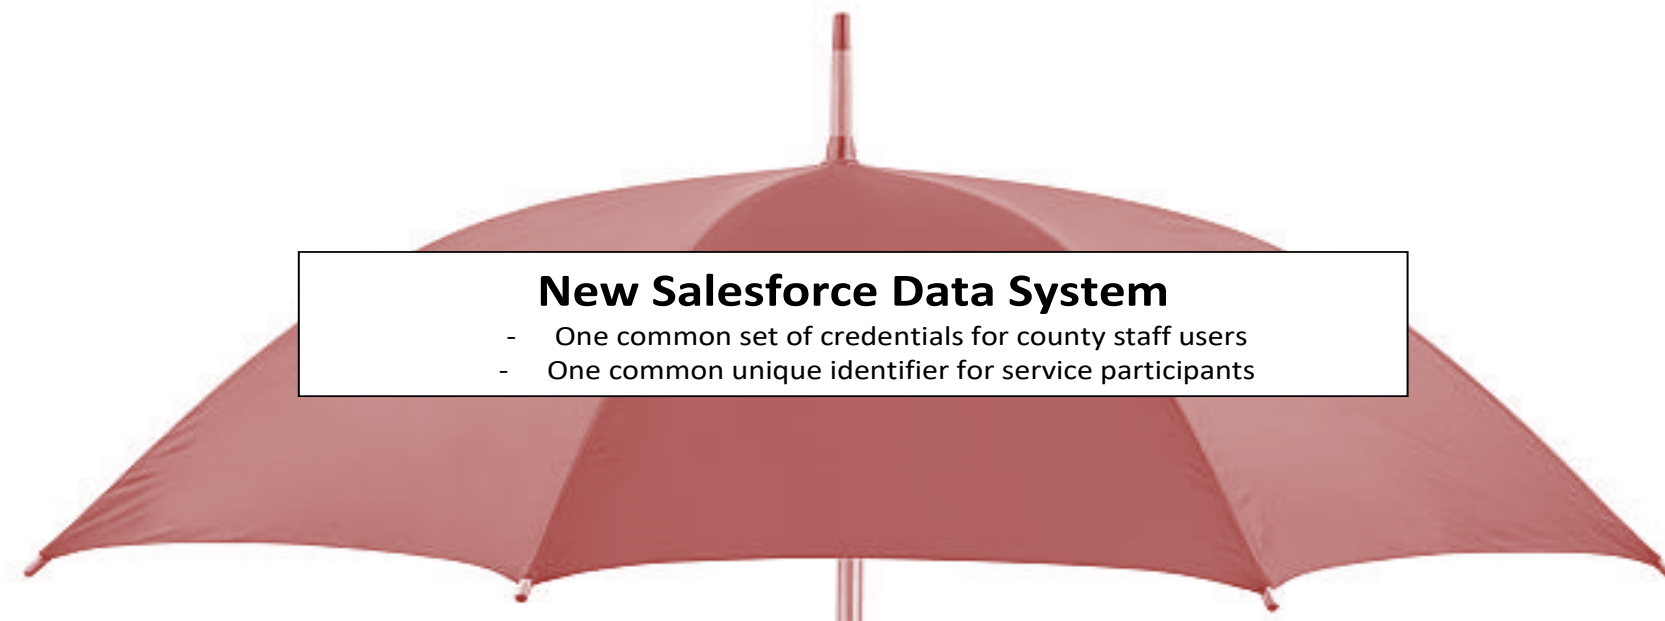 New Salesforce Data System
- One common set of credentials for county staff users
- One common unique identifier for service participants